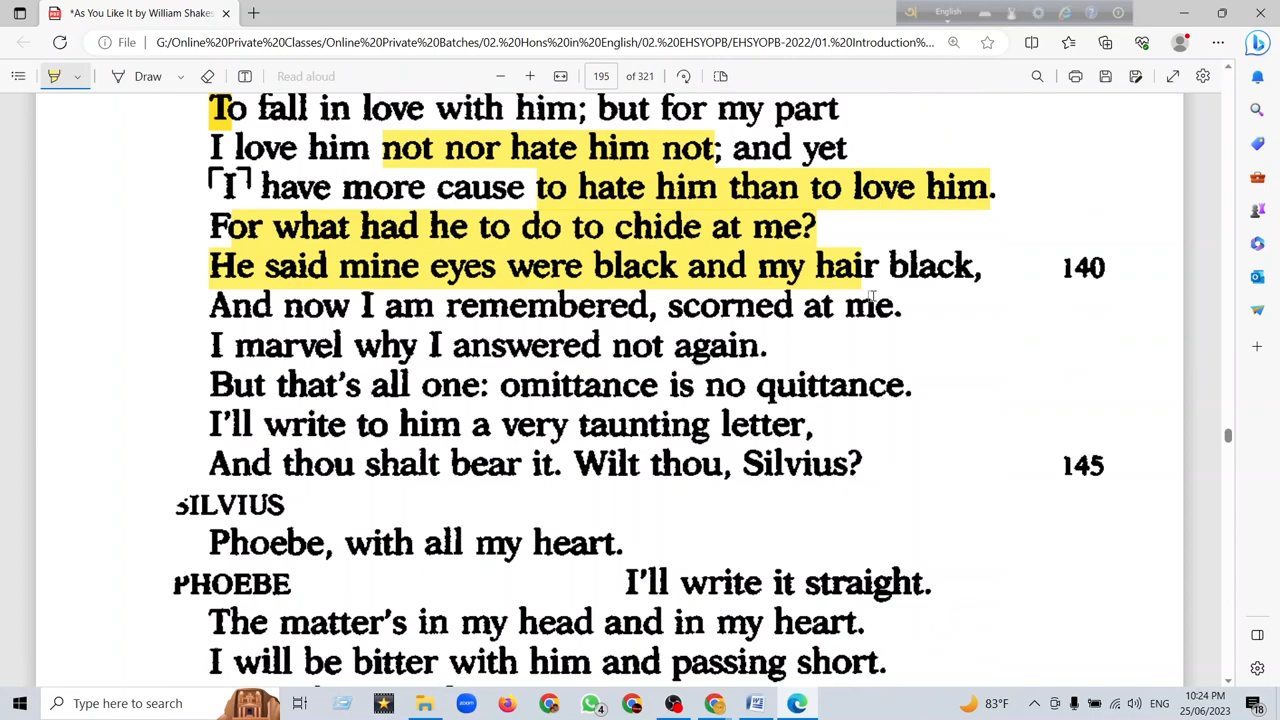 *As You Like It by William Shakes
English
File
G:/Online%20Private%20Classes/Online%20Private%20Batches/02.%20Hons%20in%20English/02.%20EHSYOPB/EHSYOPB-2022/01.%20Introduction%...
Draw
Read aloud
195 of 321
To fall in love with him; but for my part
I love him not nor hate him not; and yet
⌜I⌝ have more cause to hate him than to love him.
For what had he to do to chide at me?
He said mine eyes were black and my hair black, 140
And now I am remembered, scorned at me.
I marvel why I answered not again.
But that's all one: omittance is no quittance.
I'll write to him a very taunting letter,
And thou shalt bear it. Wilt thou, Silvius? 145
SILVIUS
Phoebe, with all my heart.
PHOEBE I'll write it straight.
The matter's in my head and in my heart.
I will be bitter with him and passing short.
Type here to search
zoom
4
83°F
ENG
10:24 PM
25/06/2023
18